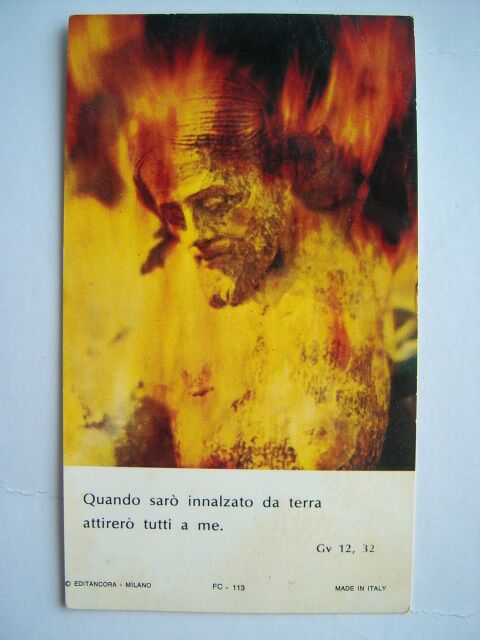 Quando sarò innalzato da terra
attirerò tutti a me.
Gv 12, 32
© EDITANCORA - MILANO FC - 113 MADE IN ITALY